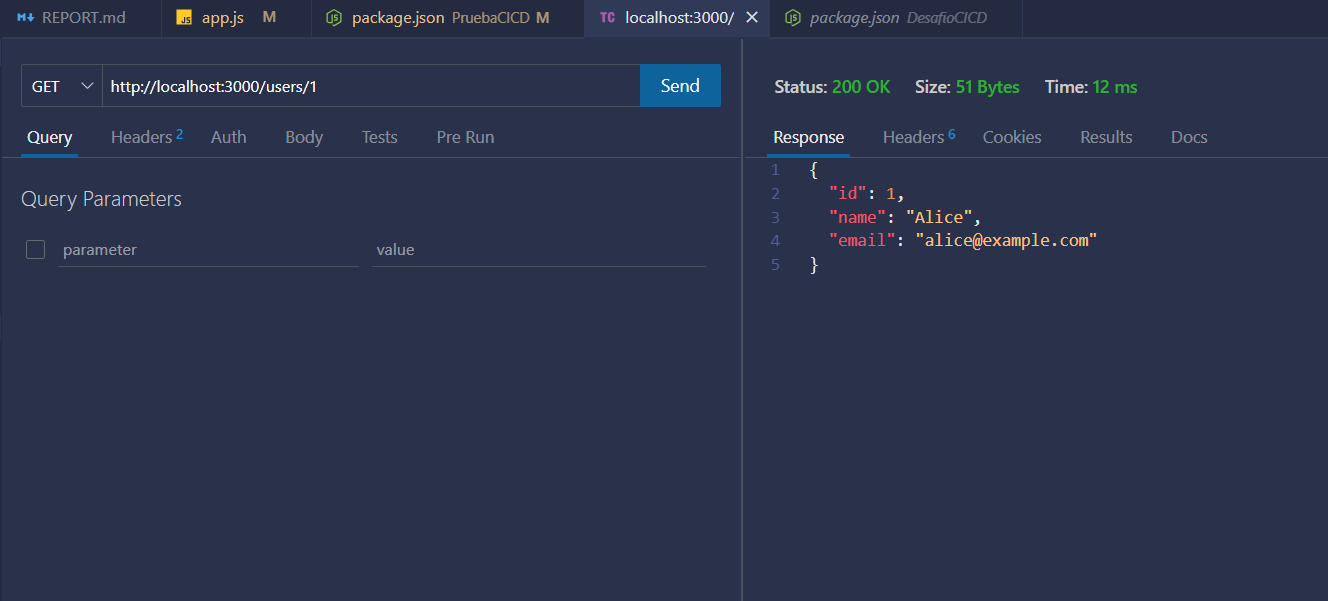 REPORT.md JS app.js M JS package.json PruebaCICD M TC localhost:3000/ JS package.json DesafioCICD
GET http://localhost:3000/users/1 Send
Query Headers 2 Auth Body Tests Pre Run
Query Parameters
parameter value
Status: 200 OK Size: 51 Bytes Time: 12 ms
Response Headers 6 Cookies Results Docs
1 {
2 "id": 1,
3 "name": "Alice",
4 "email": "alice@example.com"
5 }